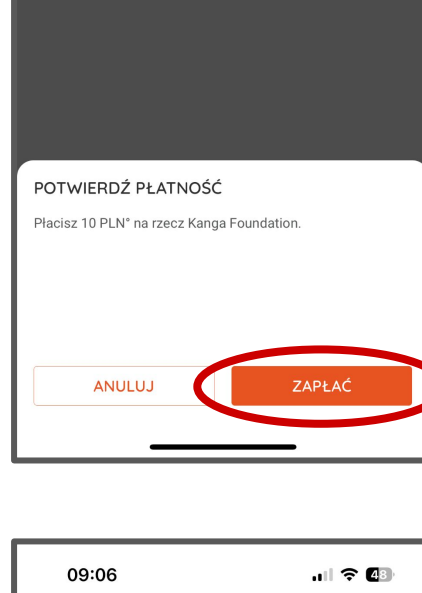 POTWIERDŹ PŁATNOŚĆ
Płacisz 10 PLN° na rzecz Kanga Foundation.
ANULUJ ZAPŁAĆ
09:06 48